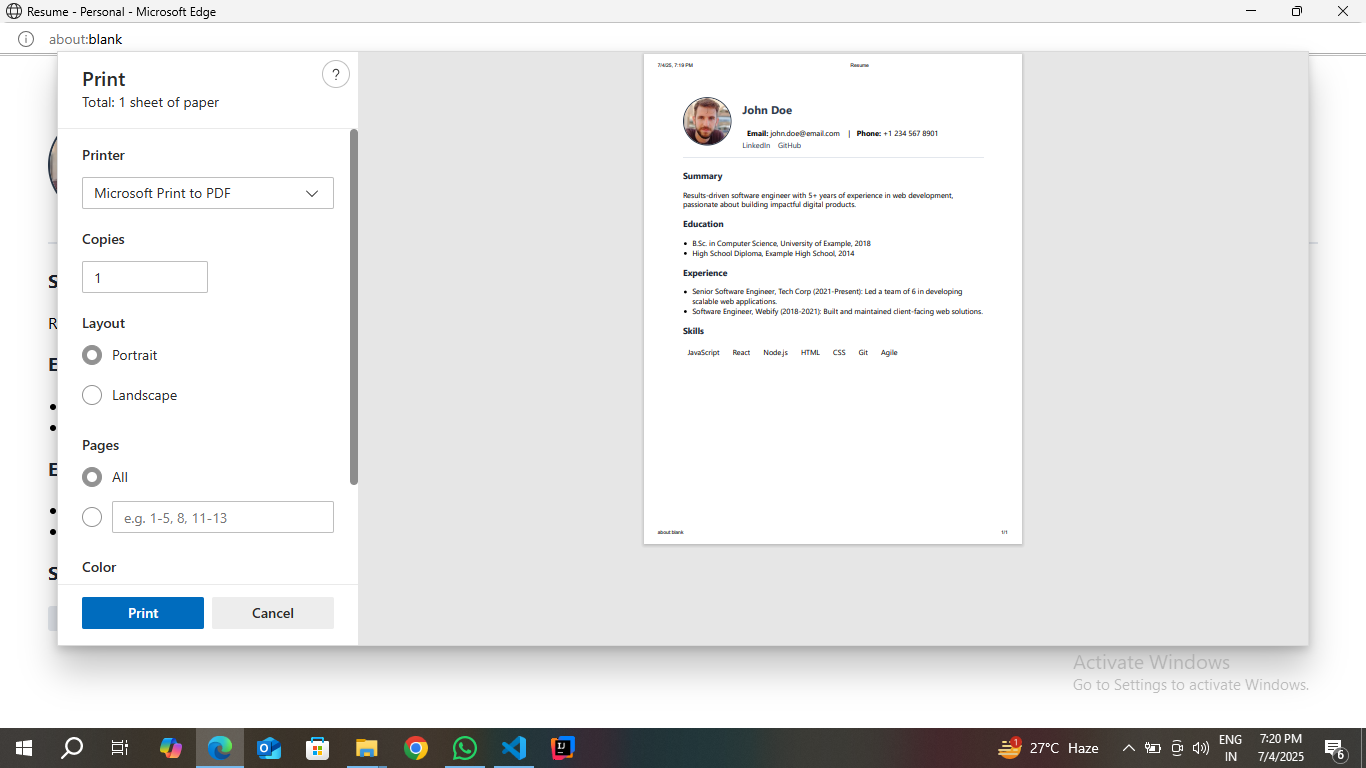 Resume - Personal - Microsoft Edge
about:blank
Print
?
Total: 1 sheet of paper
Printer
Microsoft Print to PDF
Copies
1
Layout
Portrait
Landscape
Pages
All
e.g. 1-5, 8, 11-13
Color
Print Cancel
7/4/25, 7:19 PM Resume
John Doe
Email: john.doe@email.com | Phone: +1 234 567 8901
LinkedIn GitHub
Summary
Results-driven software engineer with 5+ years of experience in web development,
passionate about building impactful digital products.
Education
• B.Sc. in Computer Science, University of Example, 2018
• High School Diploma, Example High School, 2014
Experience
• Senior Software Engineer, Tech Corp (2021-Present): Led a team of 6 in developing
scalable web applications.
• Software Engineer, Webify (2018-2021): Built and maintained client-facing web solutions.
Skills
JavaScript React Node.js HTML CSS Git Agile
about:blank 1/1
S
R
E
E
S
Activate Windows
Go to Settings to activate Windows.
1
27°C Haze
ENG
IN
7:20 PM
7/4/2025
6